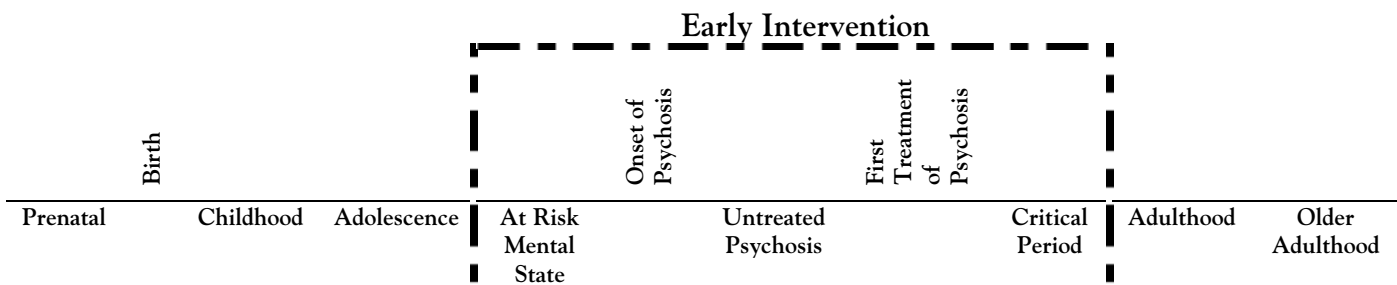 Early Intervention
Birth
Onset of
Psychosis
First
Treatment
of
Psychosis
Prenatal
Childhood
Adolescence
At Risk
Mental
State
Untreated
Psychosis
Critical
Period
Adulthood
Older
Adulthood